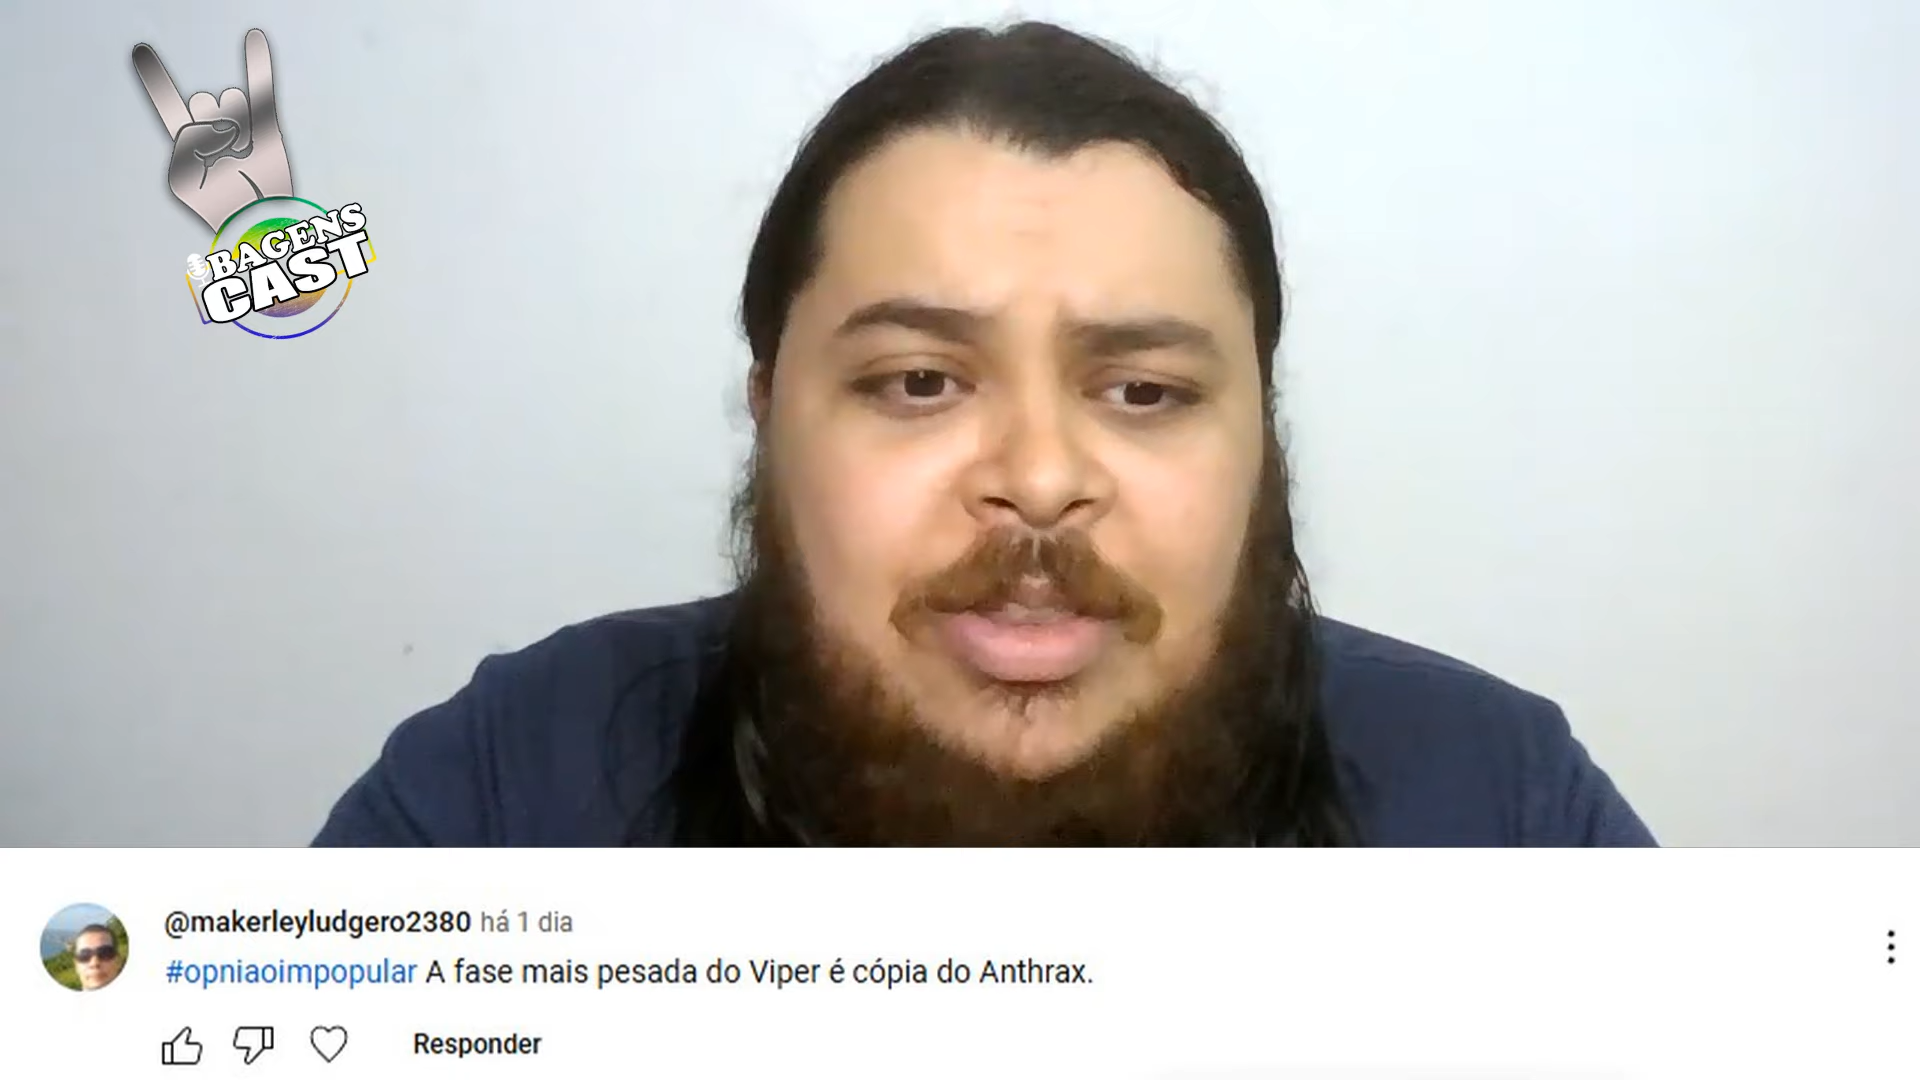 BAGENS
CAST
@makerleyludgero2380 há 1 dia
#opniaoimpopular A fase mais pesada do Viper é cópia do Anthrax.
Responder